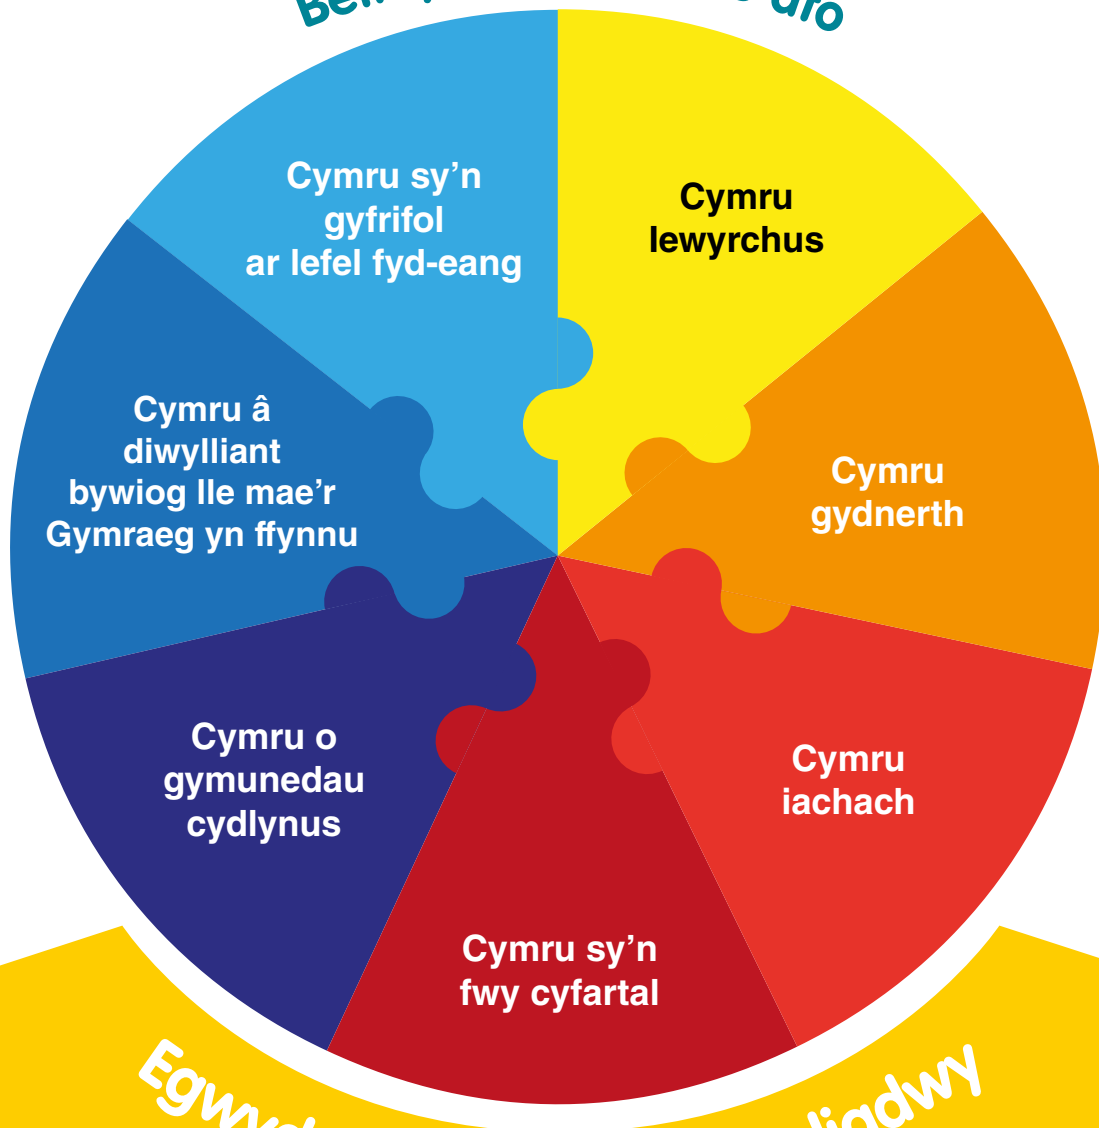 Cymru sy’n
gyfrifol
ar lefel fyd-eang
Cymru
lewyrchus
Cymru
gydnerth
Cymru
iachach
Cymru sy’n
fwy cyfartal
Cymru o
gymunedau
cydlynus
Cymru â
diwylliant
bywiog lle mae’r
Gymraeg yn ffynnu